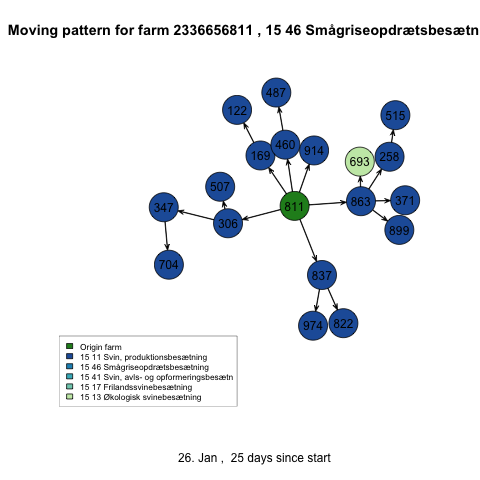 Moving pattern for farm 2336656811 , 15 46 Smågriseopdrætsbesætn
487
122
515
460
914
169
258
693
507
863
371
347
811
306
899
704
837
974
822
Origin farm
15 11 Svin, produktionsbesætning
15 46 Smågriseopdrætsbesætning
15 41 Svin, avls- og opformeringsbesætn
15 17 Frilandssvinebesætning
15 13 Økologisk svinebesætning
26. Jan ,  25 days since start